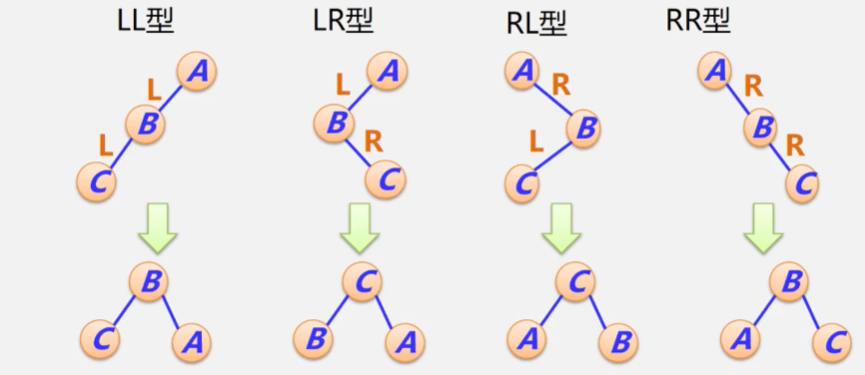 LL型 LR型 RL型 RR型
A A A A
L L R R
B B B B
L R L R
C C C C
B C C B
C A B A A B A C